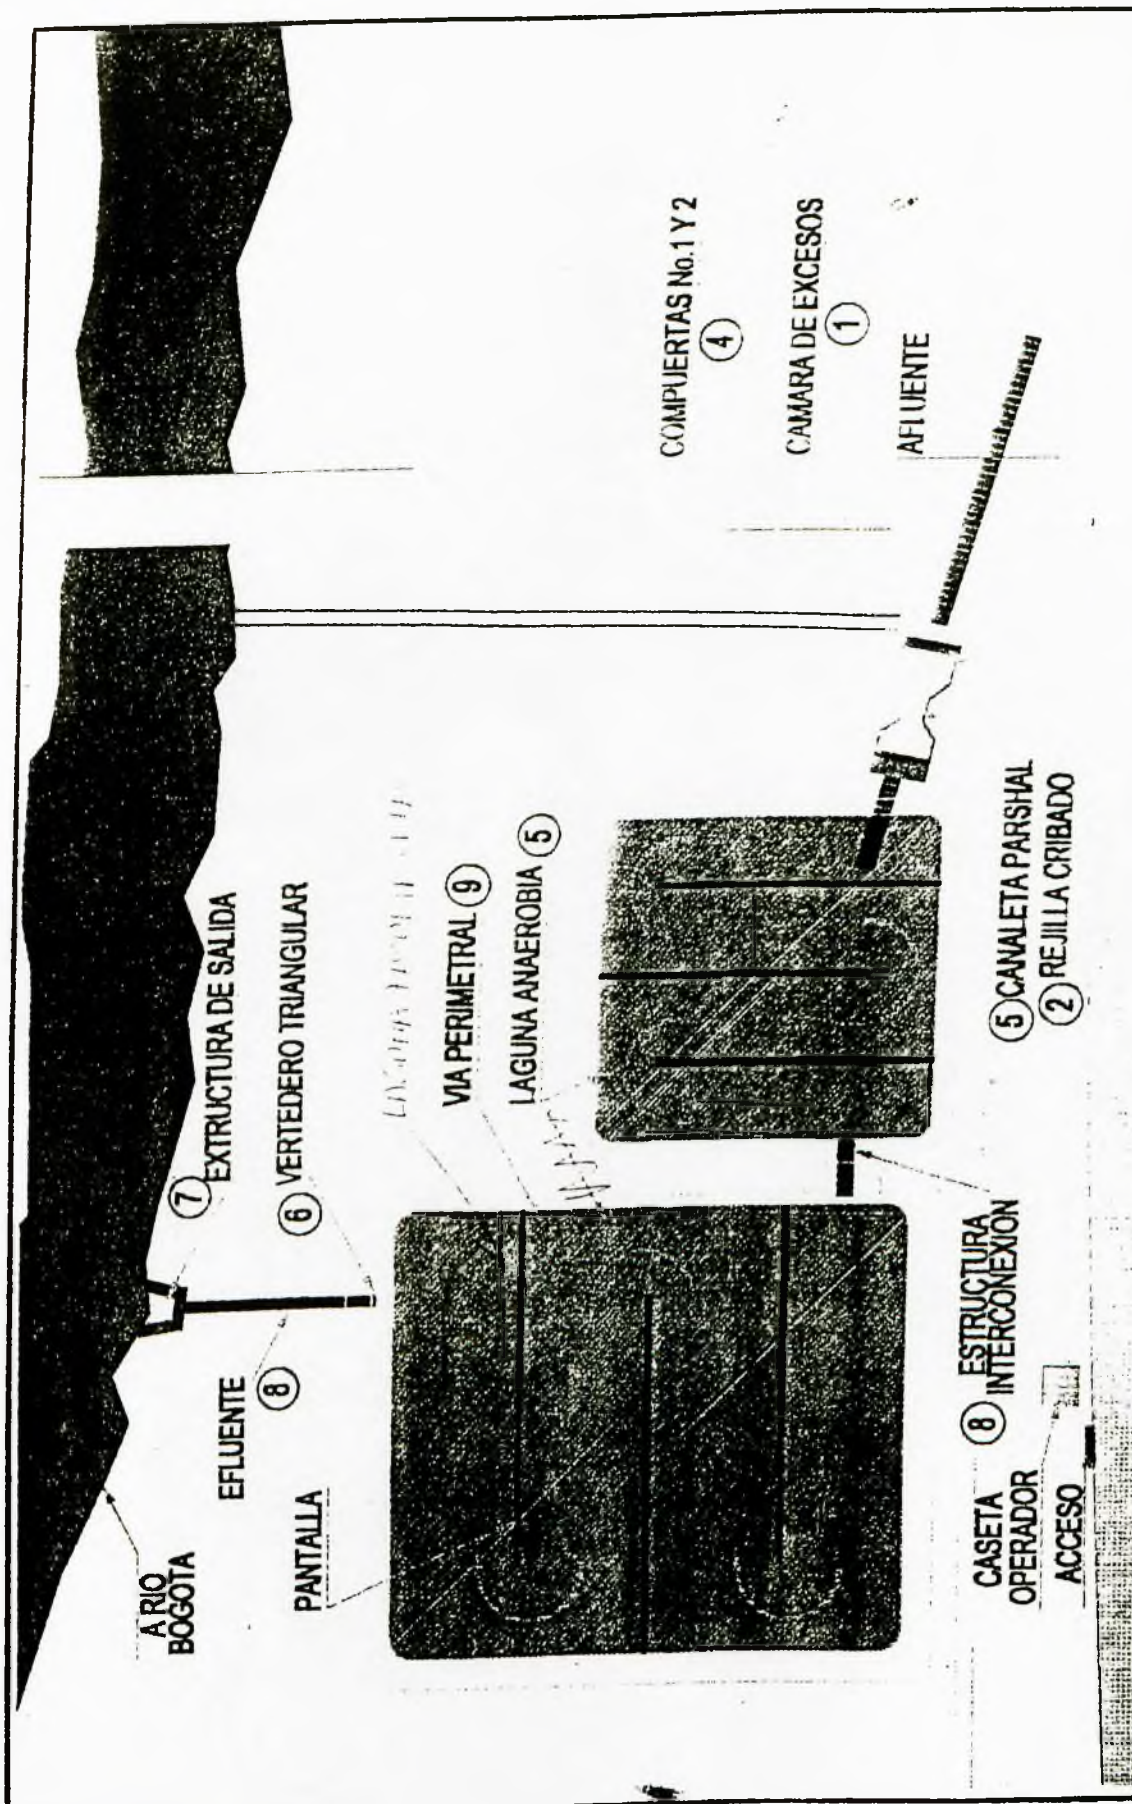 A RIO
BOGOTA
EFLUENTE
8
7
EXTRUCTURA DE SALIDA
6 VERTEDERO TRIANGULAR
PANTALLA
VIA PERIMETRAL 9
LAGUNA ANAEROBIA 5
COMPUERTAS No.1 Y 2
4
CAMARA DE EXCESOS
1
AFLUENTE
CASETA
OPERADOR
ACCESO
8 ESTRUCTURA
INTERCONEXION
5 CANALETA PARSHAL
2 REJILLA CRIBADO